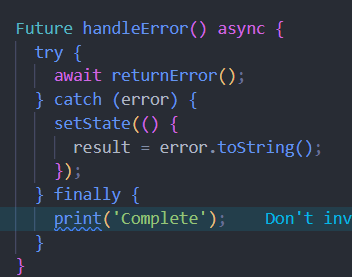 Future handleError() async {
try {
await returnError();
} catch (error) {
setState(() {
result = error.toString();
});
} finally {
print('Complete');    Don't inv
}
}